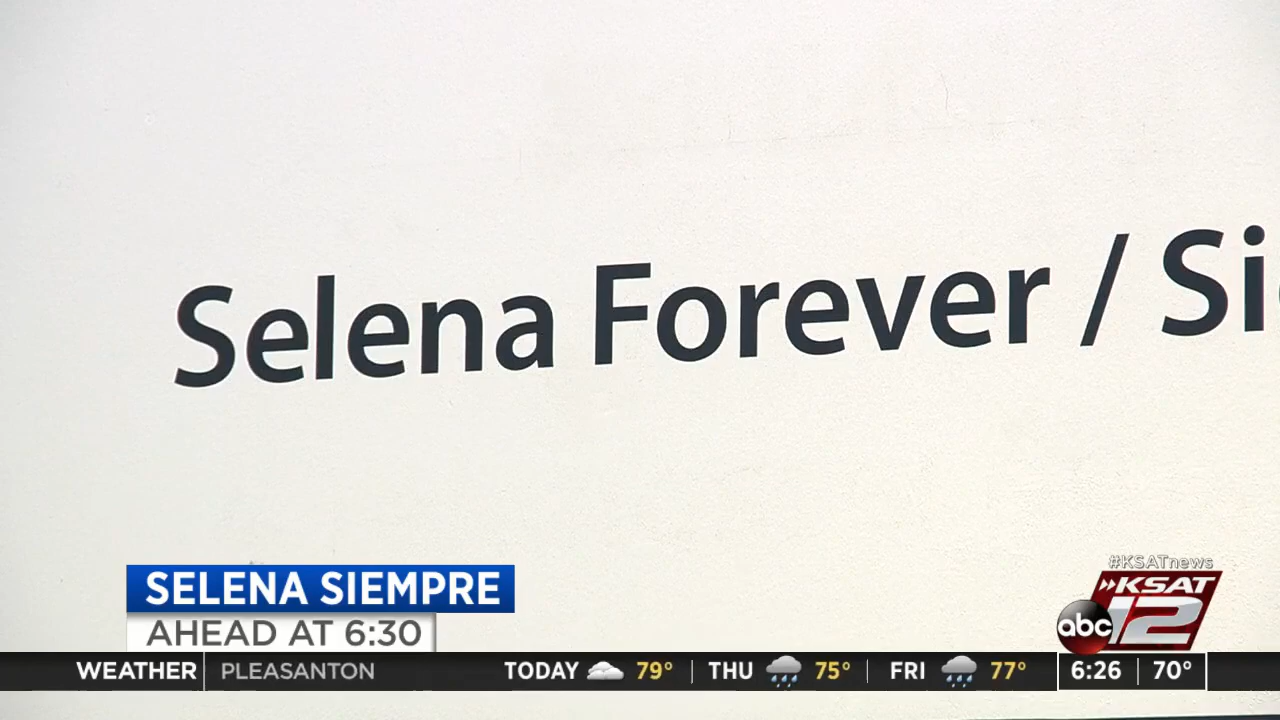 Selena Forever / Si
SELENA SIEMPRE
AHEAD AT 6:30
#KSATnews
KSAT
abc 12
WEATHER PLEASANTON TODAY 79° THU 75° FRI 77° 6:26 70°